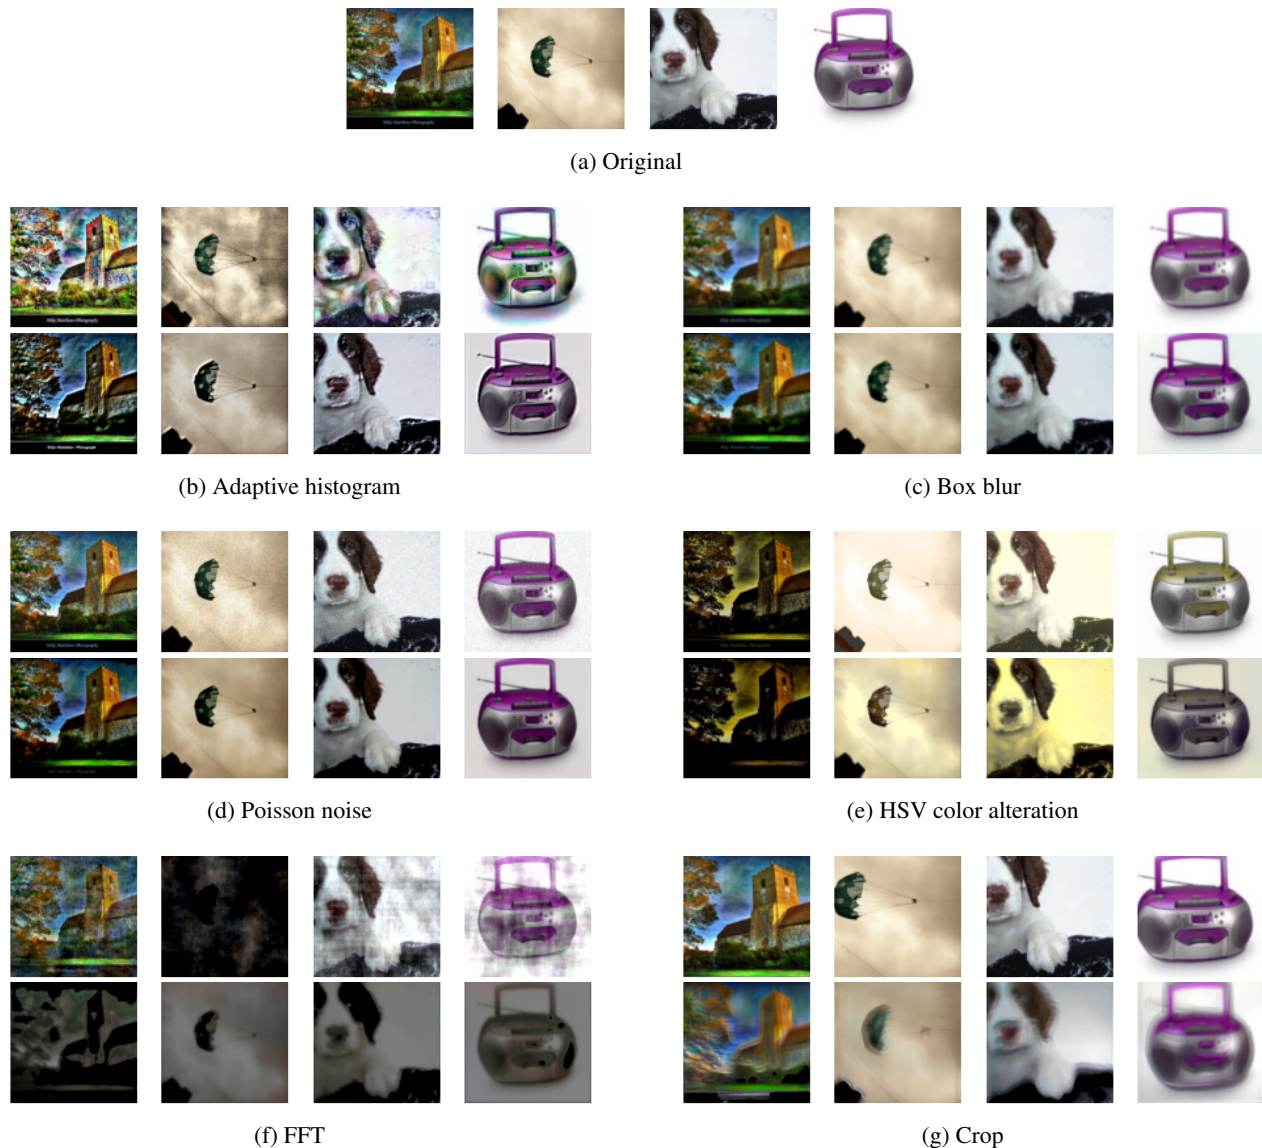 (a) Original
(b) Adaptive histogram
(c) Box blur
(d) Poisson noise
(e) HSV color alteration
(f) FFT
(g) Crop